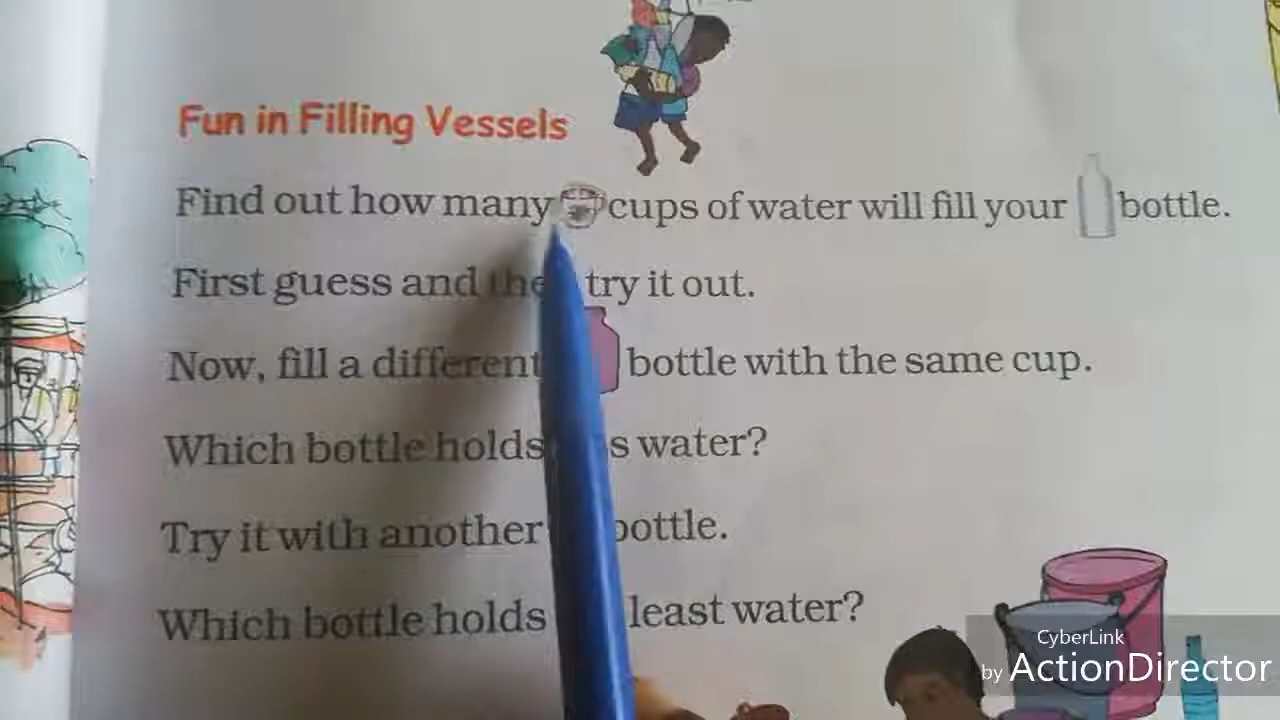 Fun in Filling Vessels
Find out how many cups of water will fill your bottle.
First guess and try it out.
Now, fill a different bottle with the same cup.
Which bottle holds water?
Try it with another bottle.
Which bottle holds least water?
CyberLink
by ActionDirector